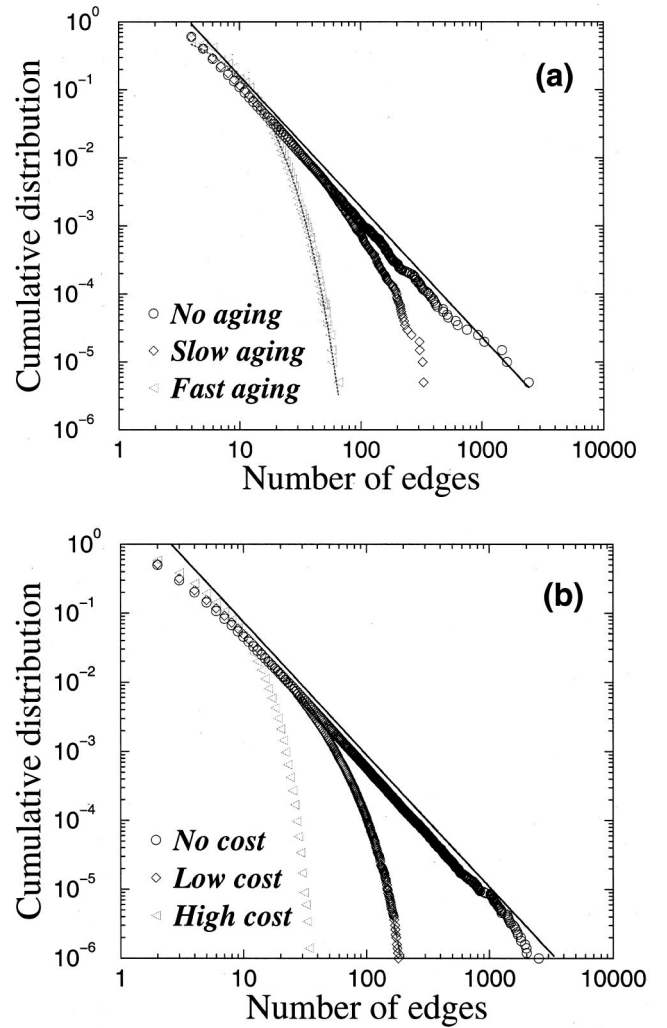 10^0
(a)
10^-1
10^-2
10^-3
10^-4
10^-5
10^-6
Cumulative distribution
No aging
Slow aging
Fast aging
1 10 100 1000 10000
Number of edges
10^0
(b)
10^-1
10^-2
10^-3
10^-4
10^-5
10^-6
Cumulative distribution
No cost
Low cost
High cost
1 10 100 1000 10000
Number of edges